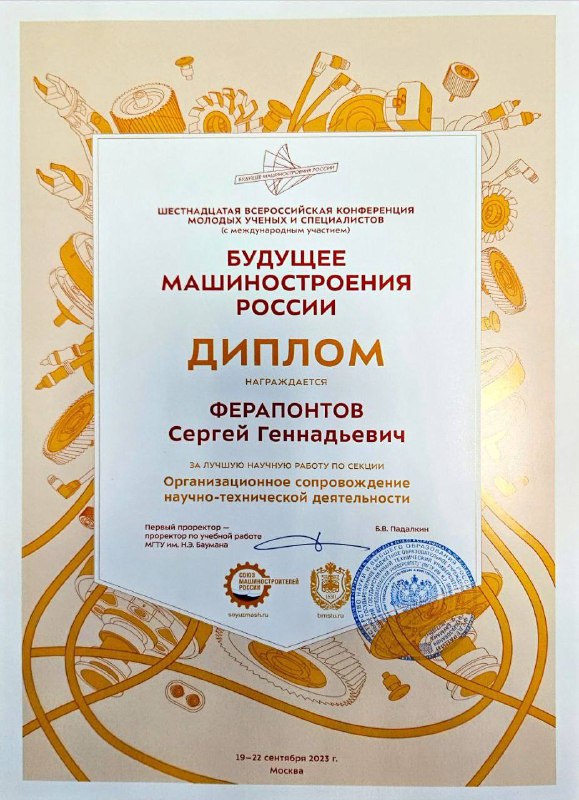 БУДУЩЕЕ МАШИНОСТРОЕНИЯ РОССИИ
ШЕСТНАДЦАТАЯ ВСЕРОССИЙСКАЯ КОНФЕРЕНЦИЯ
МОЛОДЫХ УЧЕНЫХ И СПЕЦИАЛИСТОВ
(с международным участием)
БУДУЩЕЕ
МАШИНОСТРОЕНИЯ
РОССИИ
ДИПЛОМ
НАГРАЖДАЕТСЯ
ФЕРАПОНТОВ
Сергей Геннадьевич
ЗА ЛУЧШУЮ НАУЧНУЮ РАБОТУ ПО СЕКЦИИ
Организационное сопровождение
научно-технической деятельности
Первый проректор —
проректор по учебной работе
МГТУ им. Н.Э. Баумана
Б.В. Падалкин
СОЮЗ
МАШИНОСТРОИТЕЛЕЙ
РОССИИ
soyuzmash.ru
1830
bmstu.ru
19–22 сентября 2023 г.
Москва